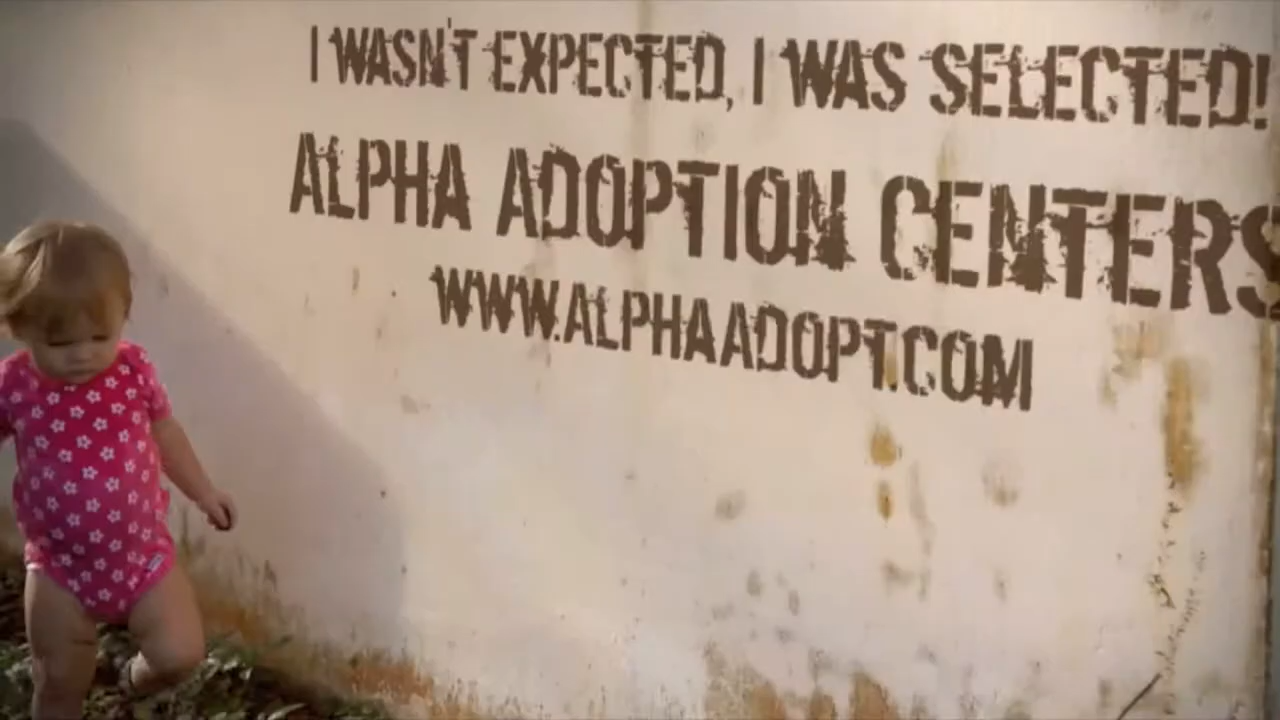 I WASN'T EXPECTED, I WAS SELECTED!
ALPHA ADOPTION CENTERS
WWW.ALPHAADOPT.COM